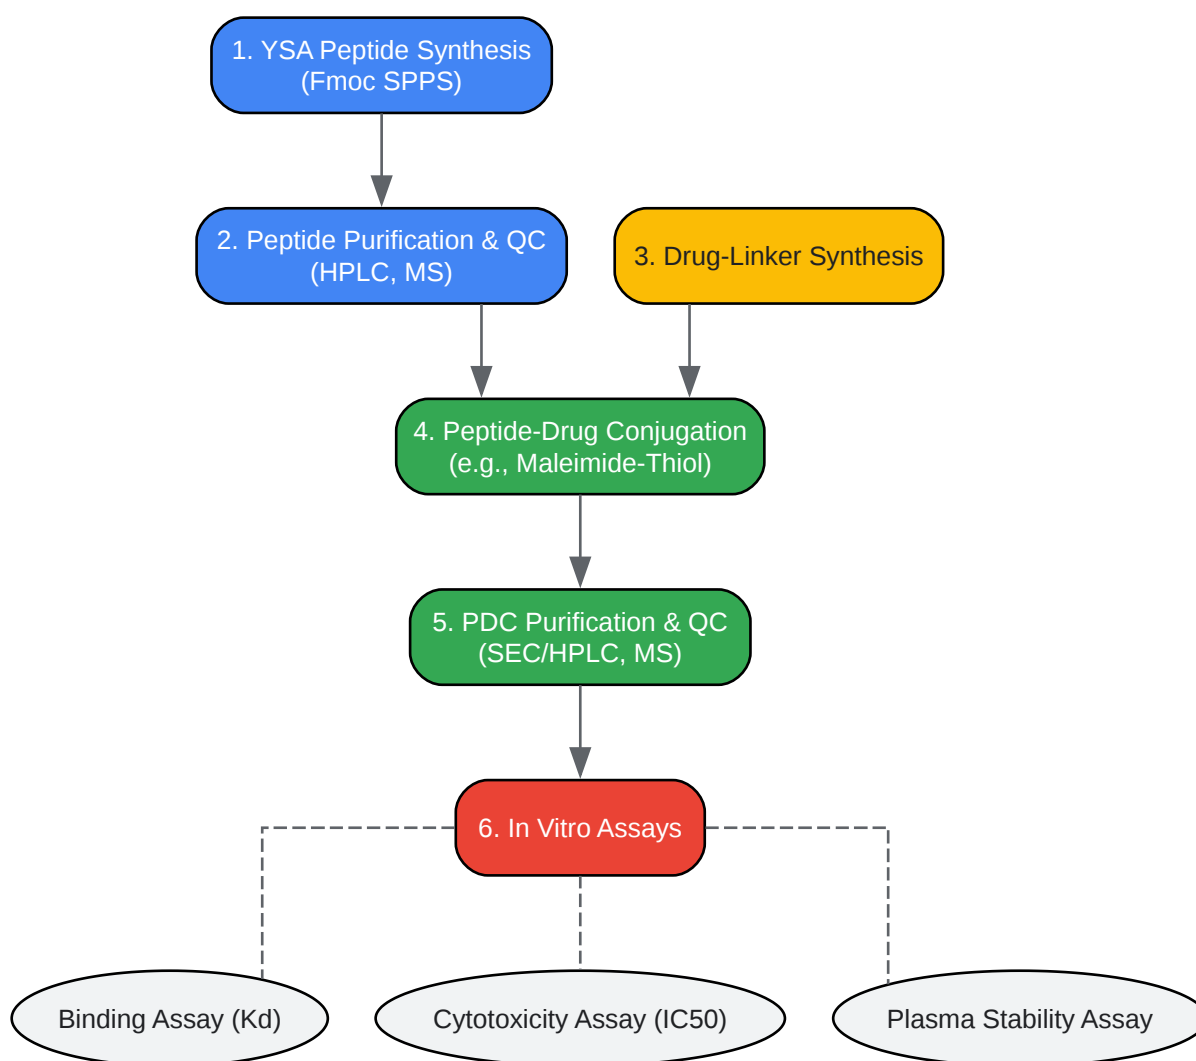 1. YSA Peptide Synthesis
(Fmoc SPPS)
2. Peptide Purification & QC
(HPLC, MS)
3. Drug-Linker Synthesis
4. Peptide-Drug Conjugation
(e.g., Maleimide-Thiol)
5. PDC Purification & QC
(SEC/HPLC, MS)
6. In Vitro Assays
Binding Assay (Kd)
Cytotoxicity Assay (IC50)
Plasma Stability Assay